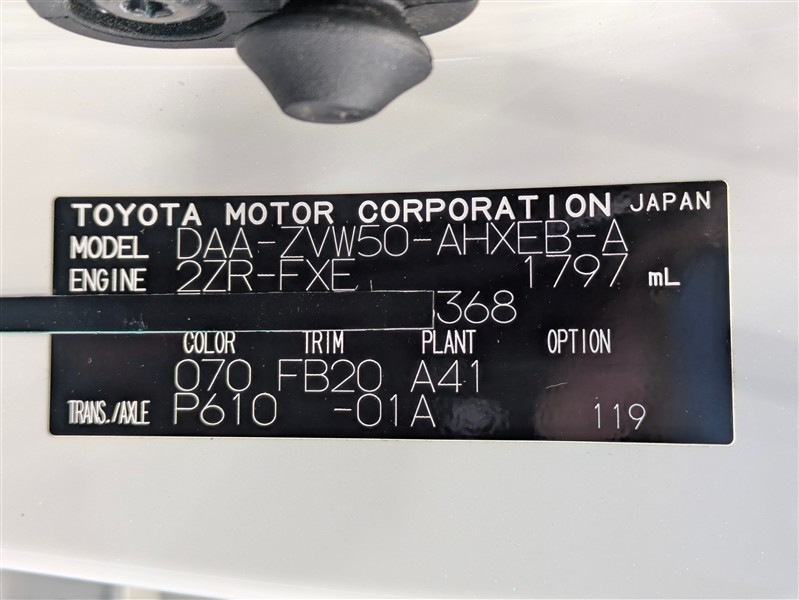 TOYOTA MOTOR CORPORATION JAPAN
MODEL DAA-ZVW50-AHXEB-A
ENGINE 2ZR-FXE 1797 mL
368
COLOR TRIM PLANT OPTION
070 FB20 A41
TRANS./AXLE P610 -01A 119